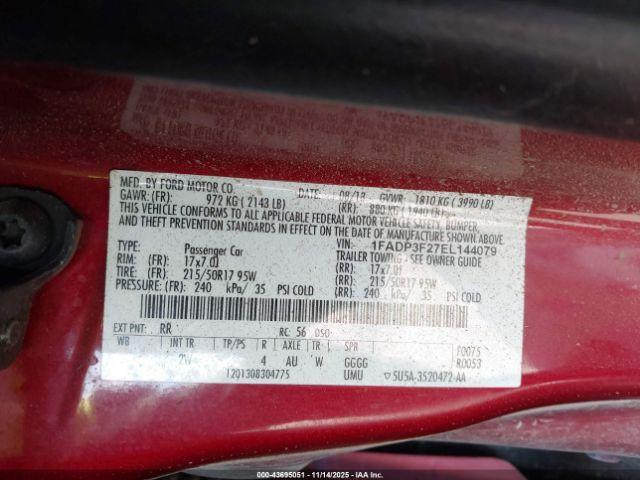 MFD. BY FORD MOTOR CO. DATE: 08/13 GVWR: 1810 KG ( 3990 LB)
GAWR: (FR): 972 KG ( 2143 LB) (RR): 880 KG ( 1940 LB)
THIS VEHICLE CONFORMS TO ALL APPLICABLE FEDERAL MOTOR VEHICLE SAFETY, BUMPER,
AND THEFT PREVENTION STANDARDS IN EFFECT ON THE DATE OF MANUFACTURE SHOWN ABOVE.
VIN: 1FADP3F27EL144079
TYPE: Passenger Car TRAILER TOWING - SEE OWNER GUIDE
RIM: (FR) 17x7.0J (RR) 17x7.0J
TIRE: (FR) 215/50R17 95W (RR) 215/50R17 95W
PRESSURE: (FR) 240 kPa/ 35 PSI COLD (RR) 240 kPa/ 35 PSI COLD
EXT PNT: RR RC: 56 DSO:
WB INT TR TP/PS R AXLE TR SPR F0075
2W 4 AU W GGGG R0053
1201308304775 UMU ▽5U5A-3520472-AA
000-43695051 - 11/14/2025 - IAAI.COM